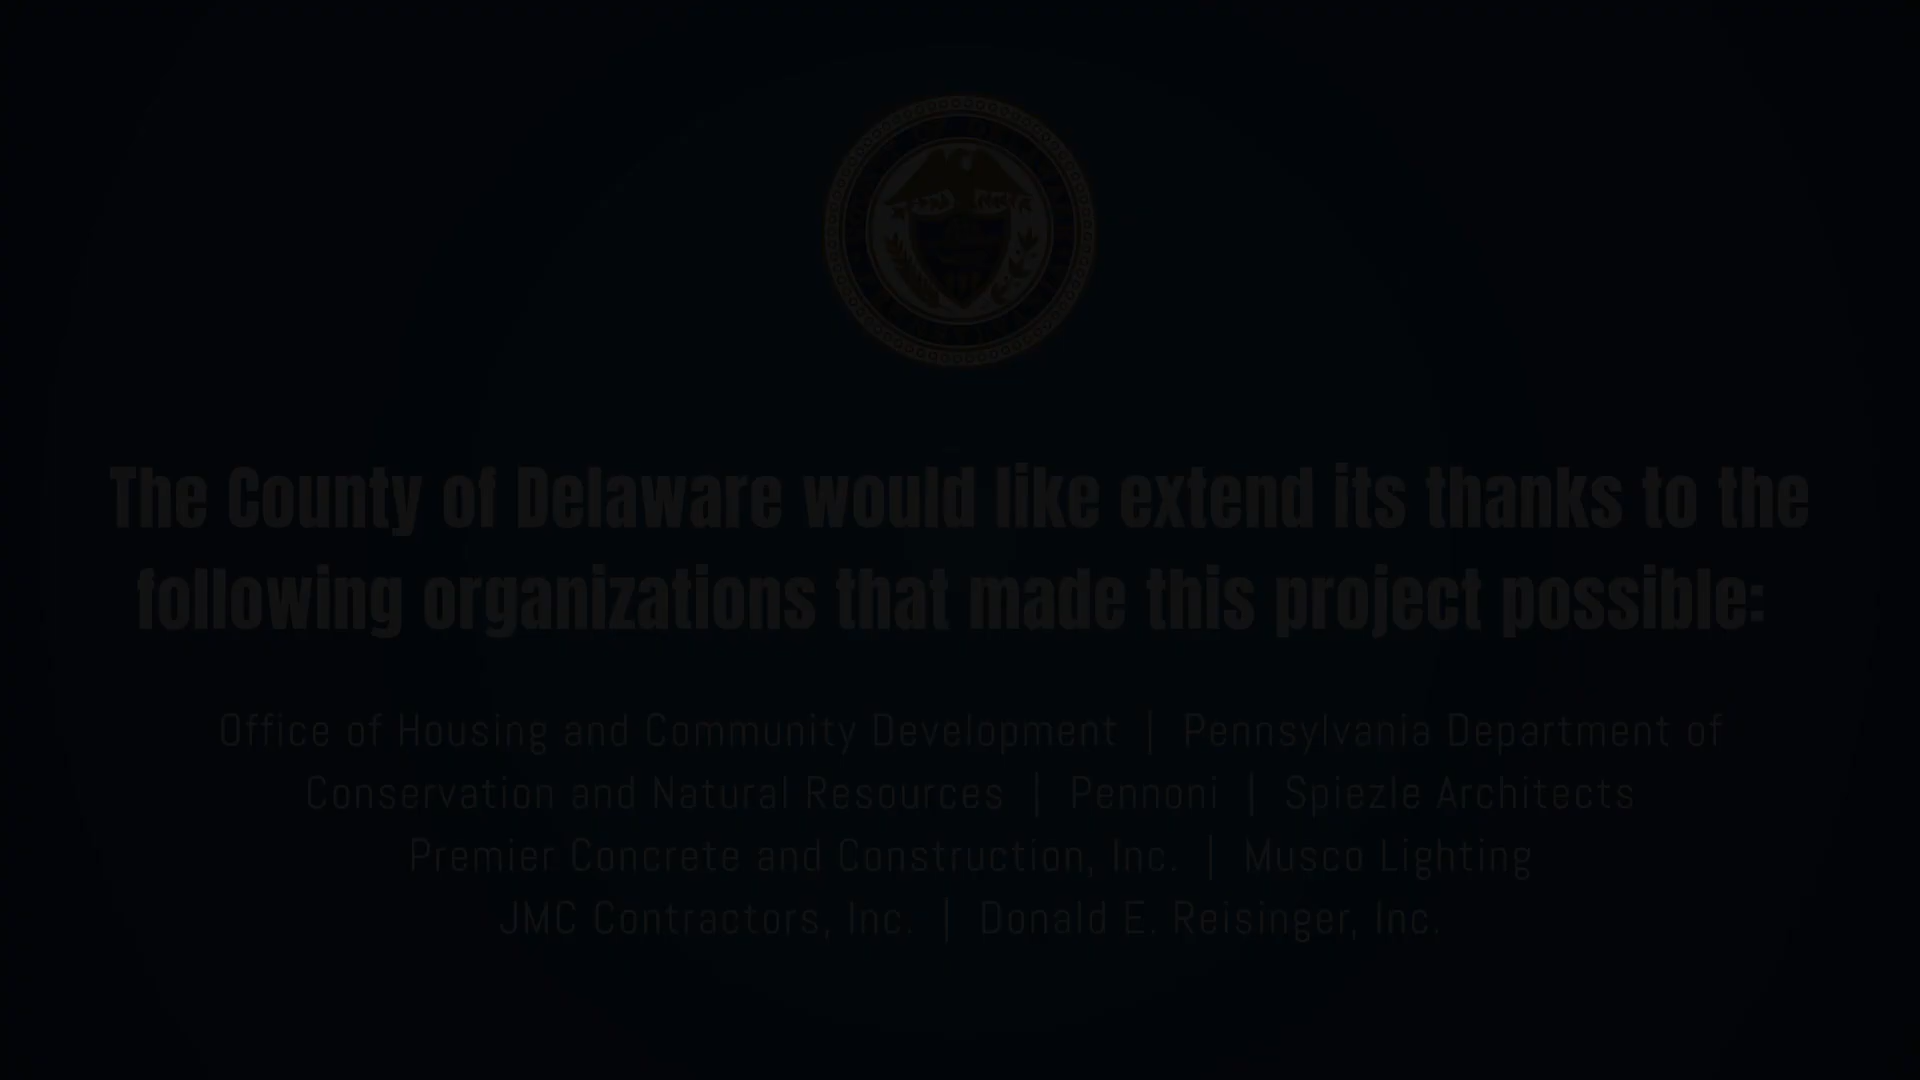 The County of Delaware would like extend its thanks to the
following organizations that made this project possible:
Office of Housing and Community Development | Pennsylvania Department of
Conservation and Natural Resources | Pennoni | Spiezle Architects
Premier Concrete and Construction, Inc. | Musco Lighting
JMC Contractors, Inc. | Donald E. Reisinger, Inc.